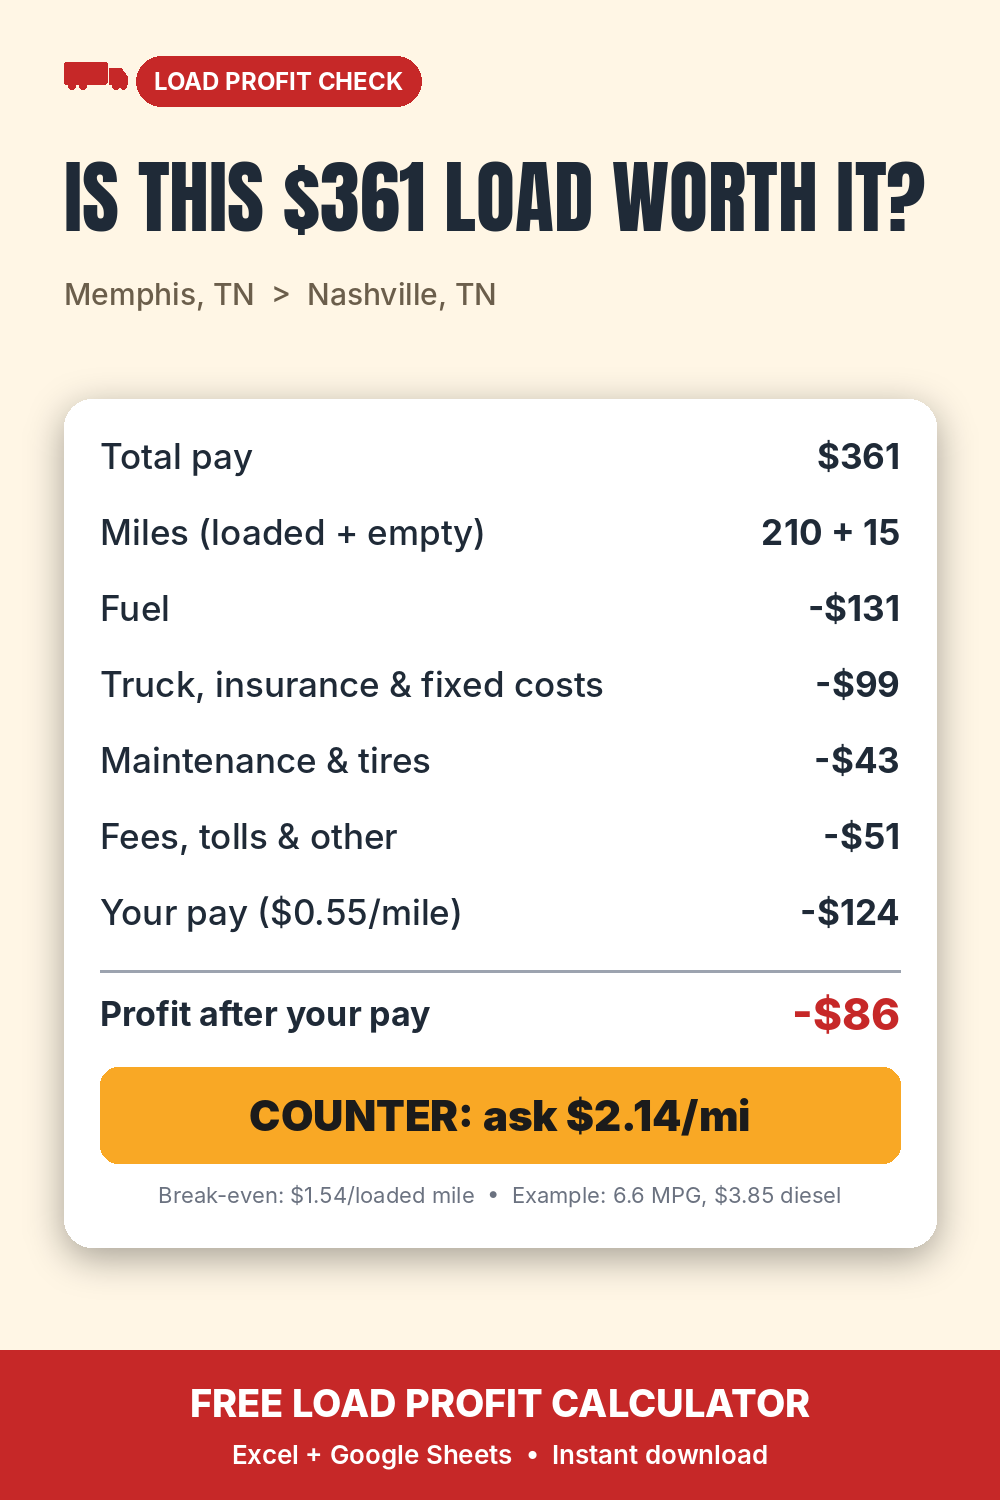 LOAD PROFIT CHECK
IS THIS $361 LOAD WORTH IT?
Memphis, TN > Nashville, TN
Total pay $361
Miles (loaded + empty) 210 + 15
Fuel -$131
Truck, insurance & fixed costs -$99
Maintenance & tires -$43
Fees, tolls & other -$51
Your pay ($0.55/mile) -$124
Profit after your pay -$86
COUNTER: ask $2.14/mi
Break-even: $1.54/loaded mile • Example: 6.6 MPG, $3.85 diesel
FREE LOAD PROFIT CALCULATOR
Excel + Google Sheets • Instant download